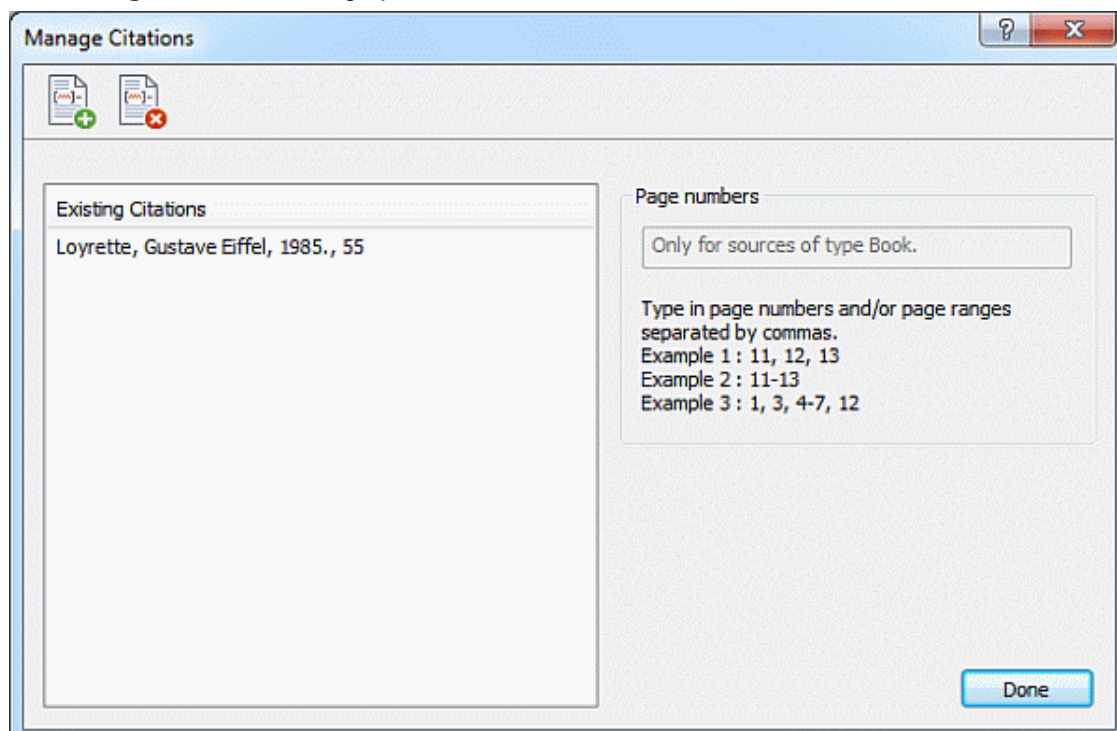 Manage Citations
Existing Citations
Loyrette, Gustave Eiffel, 1985., 55
Page numbers
Only for sources of type Book.
Type in page numbers and/or page ranges
separated by commas.
Example 1 : 11, 12, 13
Example 2 : 11-13
Example 3 : 1, 3, 4-7, 12
Done